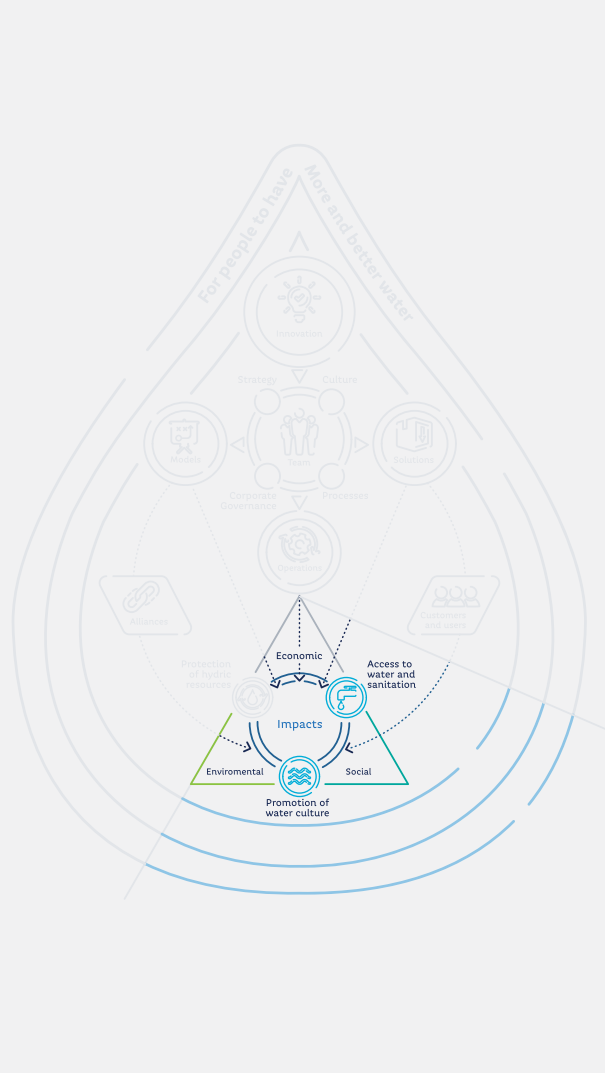 For people to have
More and better water
Innovation
Strategy
Culture
Models
Team
Solutions
Corporate
Governance
Processes
Operations
Alliances
Customers
and users
Economic
Protection
of hydric
resources
Access to
water and
sanitation
Impacts
Enviromental
Social
Promotion of
water culture